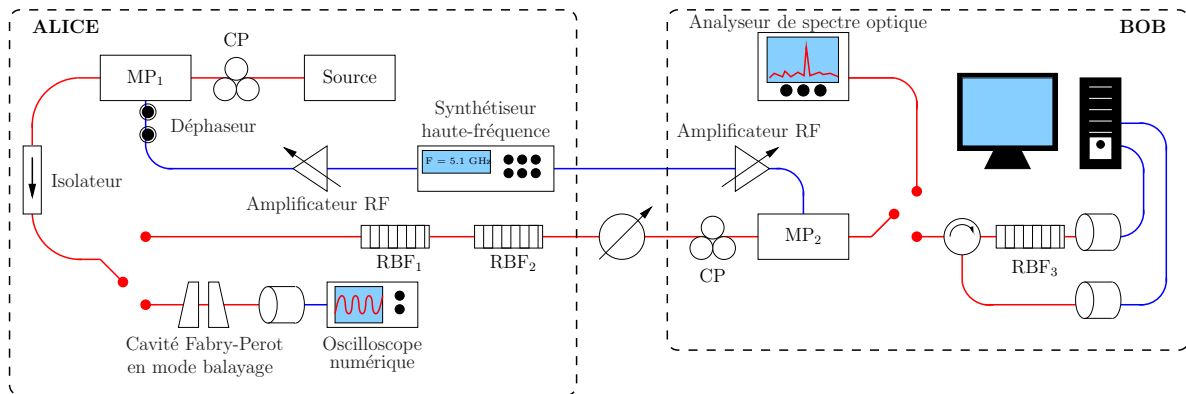 ALICE
CP
MP₁
Source
Déphaseur
Synthétiseur
haute-fréquence
F = 5.1 GHz
Isolateur
Amplificateur RF
RBF₁
RBF₂
Cavité Fabry-Perot
en mode balayage
Oscilloscope
numérique
BOB
Analyseur de spectre optique
Amplificateur RF
MP₂
CP
RBF₃